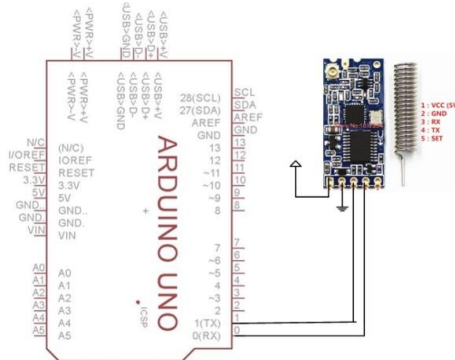 <PWR>-V
<PWR>+V
<USB>GND
<USB>D-
<USB>D+
<USB>+V
<PWR>-V
<PWR>+V
<USB>GND
<USB>D-
<USB>D+
<USB>+V
28(SCL) SCL
27(SDA) SDA
AREF AREF
GND GND
13 13
12 12
~11 11
~10 10
~9 9
8 8
7 7
~6 6
~5 5
4 4
~3 3
2 2
1(TX) 1
0(RX) 0
N/C (N/C)
I/OREF IOREF
RESET RESET
3.3V 3.3V
5V 5V
GND GND..
GND GND.
VIN VIN
A0 A0
A1 A1
A2 A2
A3 A3
A4 A4
A5 A5
ARDUINO UNO
ICSP
1 : VCC (5V
2 : GND
3 : RX
4 : TX
5 : SET